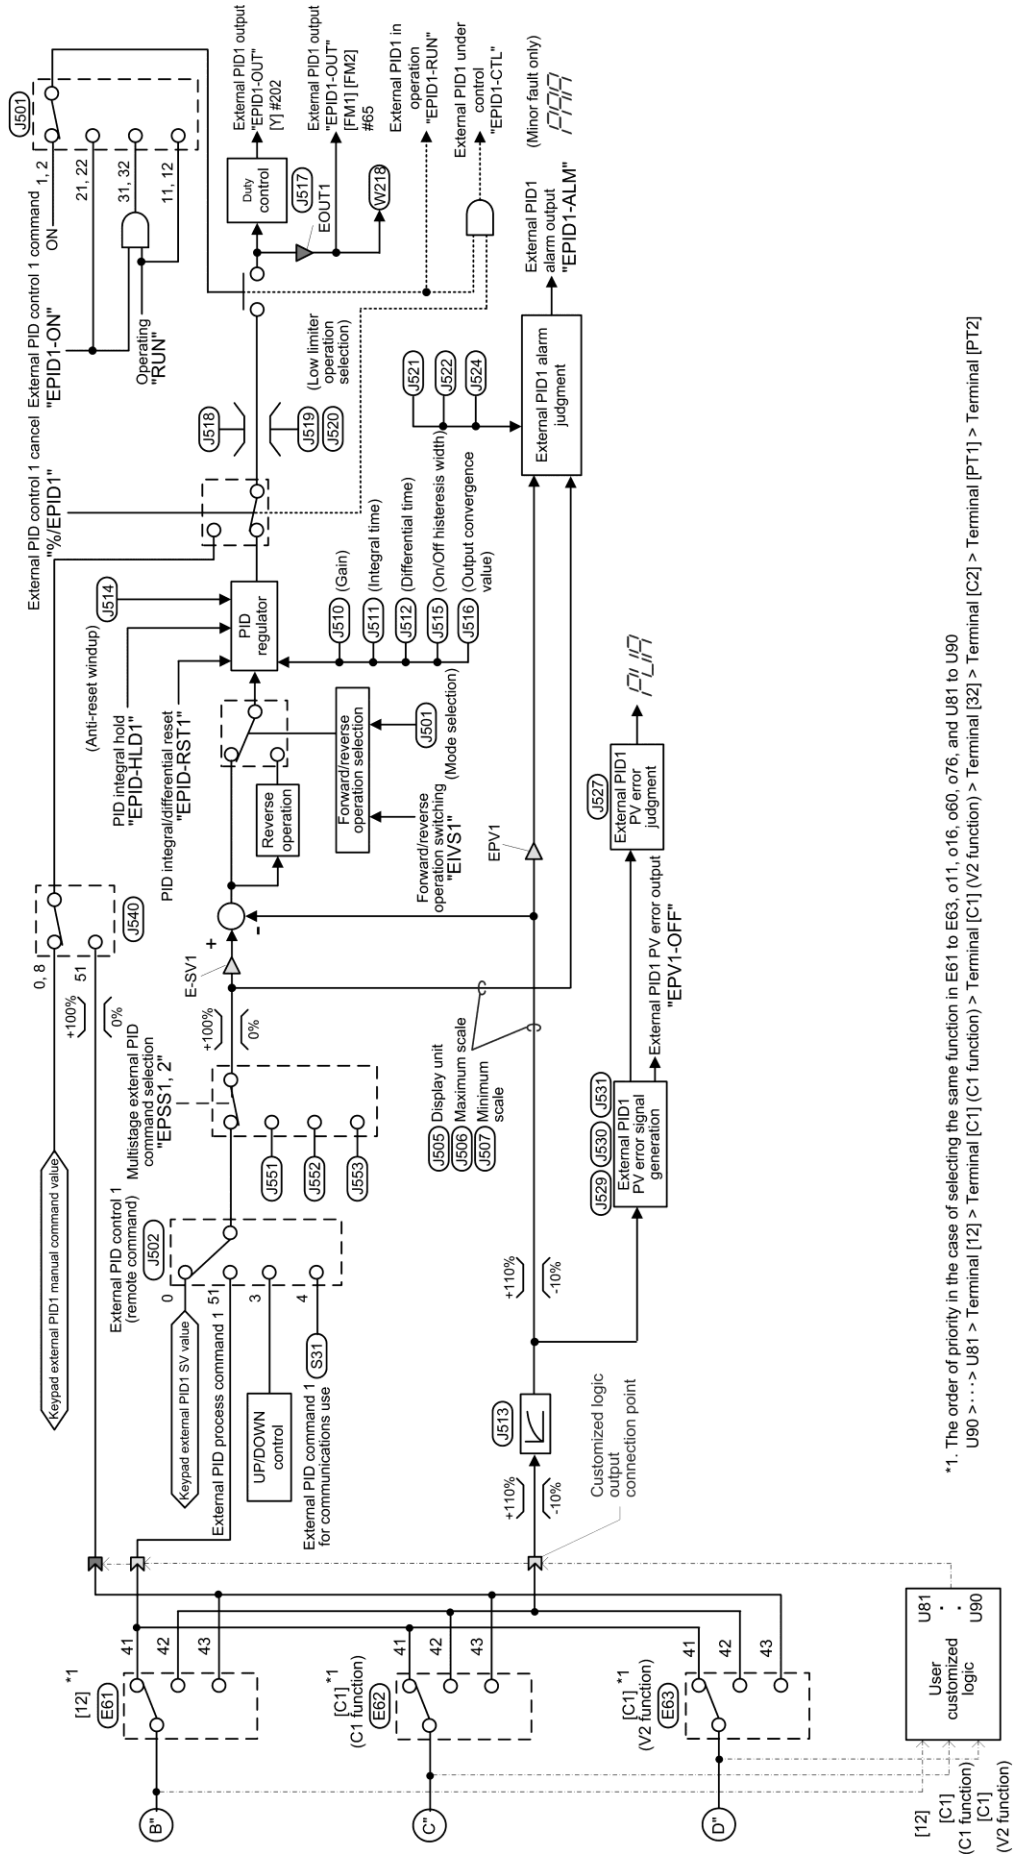 B"
C"
D"
[12] *1
E61
41
42
43
[C1] *1
(C1 function)
E62
41
42
43
[C1] *1
(V2 function)
E63
41
42
43
[12]
[C1]
(C1 function)
[C1]
(V2 function)
User
customized
logic
U81
·
·
U90
Keypad external PID1 manual command value
External PID control 1
(remote command)
J502
0
51
3
4
Keypad external PID1 SV value
External PID process command 1
UP/DOWN
control
External PID command 1
for communications use
S31
+110%
-10%
Customized logic
output
connection point
J513
+110%
-10%
0, 8
51
J540
+100%
0%
Multistage external PID
command selection
"EPSS1, 2"
J551
J552
J553
+100%
0%
E-SV1
+
-
J505 Display unit
J506 Maximum scale
J507 Minimum
scale
J529
J530
J531
External PID1
PV error signal
generation
External PID1 PV error output
"EPV1-OFF"
J527
External PID1
PV error
judgment
PUA
EPV1
Reverse
operation
Forward/reverse
operation selection
Forward/reverse
operation switching
"EIVS1"
J501
(Mode selection)
PID integral/differential reset
"EPID-RST1"
PID integral hold
"EPID-HLD1"
(Anti-reset windup)
J514
PID
regulator
J510 (Gain)
J511 (Integral time)
J512 (Differential time)
J515 (On/Off histeresis width)
J516 (Output convergence
value)
External PID control 1 cancel
"%/EPID1"
J518
J519
J520
(Low limiter
operation
selection)
J521
J522
J524
External PID1 alarm
judgment
External PID1
alarm output
"EPID1-ALM"
(Minor fault only)
PAA
External PID control 1 command
"EPID1-ON"
Operating
"RUN"
ON
1, 2
21, 22
31, 32
11, 12
J501
Duty
control
J517
EOUT1
W218
External PID1 output
"EPID1-OUT"
[Y] #202
External PID1 output
"EPID1-OUT"
[FM1] [FM2]
#65
External PID1 in
operation
"EPID1-RUN"
External PID1 under
control
"EPID1-CTL"
*1. The order of priority in the case of selecting the same function in E61 to E63, o11, o16, o60, o76, and U81 to U90
U90 >····> U81 > Terminal [12] > Terminal [C1] (C1 function) > Terminal [C1] (V2 function) > Terminal [32] > Terminal [C2] > Terminal [PT1] > Terminal [PT2]